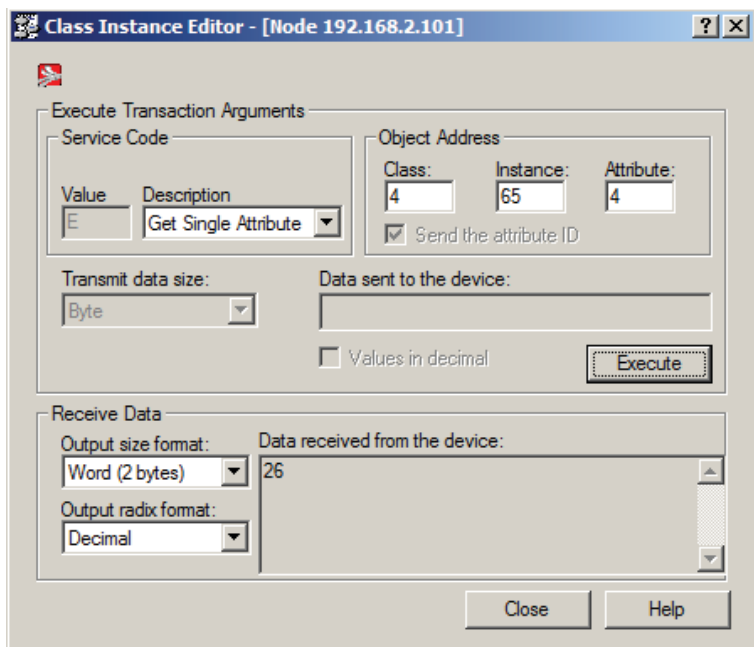 Class Instance Editor - [Node 192.168.2.101]
Execute Transaction Arguments
Service Code
Object Address
Class: Instance: Attribute:
Value Description
4 65 4
E Get Single Attribute
Send the attribute ID
Transmit data size: Data sent to the device:
Byte
Values in decimal
Execute
Receive Data
Output size format: Data received from the device:
Word (2 bytes) 26
Output radix format:
Decimal
Close Help